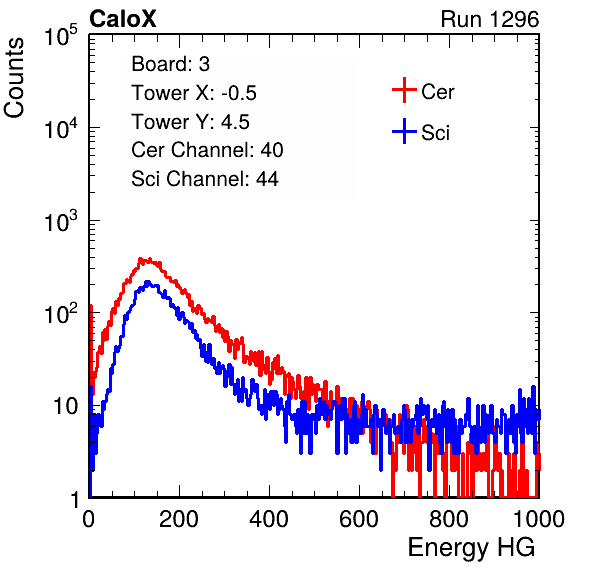 CaloX Run 1296
Counts
Board: 3
Tower X: -0.5
Tower Y: 4.5
Cer Channel: 40
Sci Channel: 44
Cer
Sci
10^5
10^4
10^3
10^2
10
1
0 200 400 600 800 1000
Energy HG